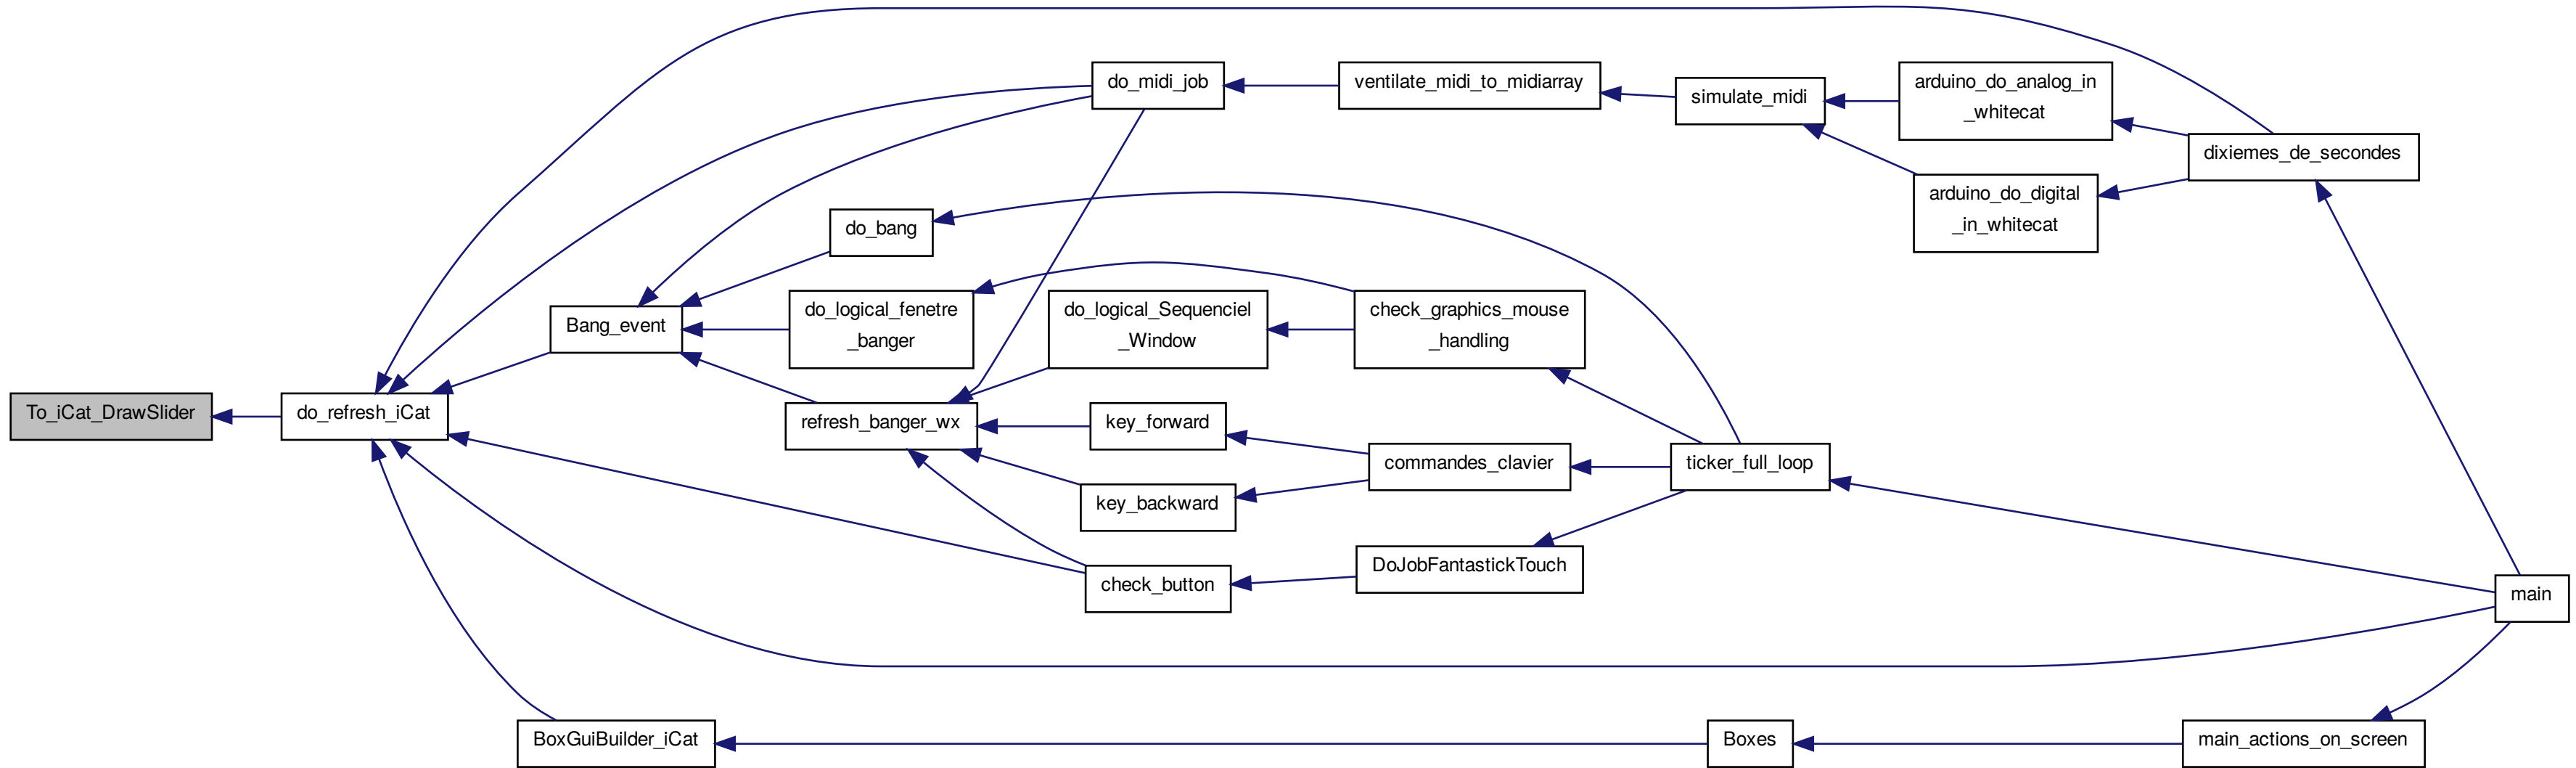 do_midi_job
ventilate_midi_to_midiarray
simulate_midi
arduino_do_analog_in
_whitecat
dixiemes_de_secondes
arduino_do_digital
_in_whitecat
do_bang
Bang_event
do_logical_fenetre
_banger
do_logical_Sequenciel
_Window
check_graphics_mouse
_handling
To_iCat_DrawSlider
do_refresh_iCat
refresh_banger_wx
key_forward
commandes_clavier
ticker_full_loop
key_backward
DoJobFantastickTouch
check_button
main
BoxGuiBuilder_iCat
Boxes
main_actions_on_screen